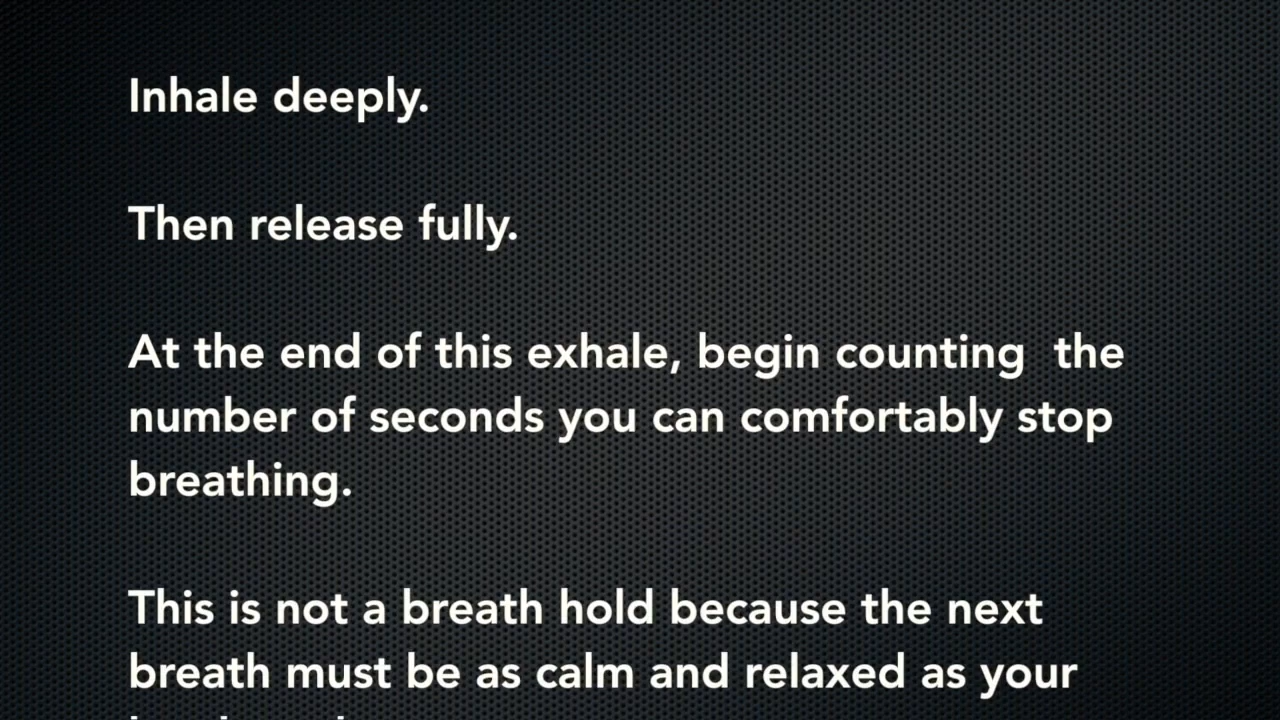 Inhale deeply.
Then release fully.
At the end of this exhale, begin counting  the
number of seconds you can comfortably stop
breathing.
This is not a breath hold because the next
breath must be as calm and relaxed as your